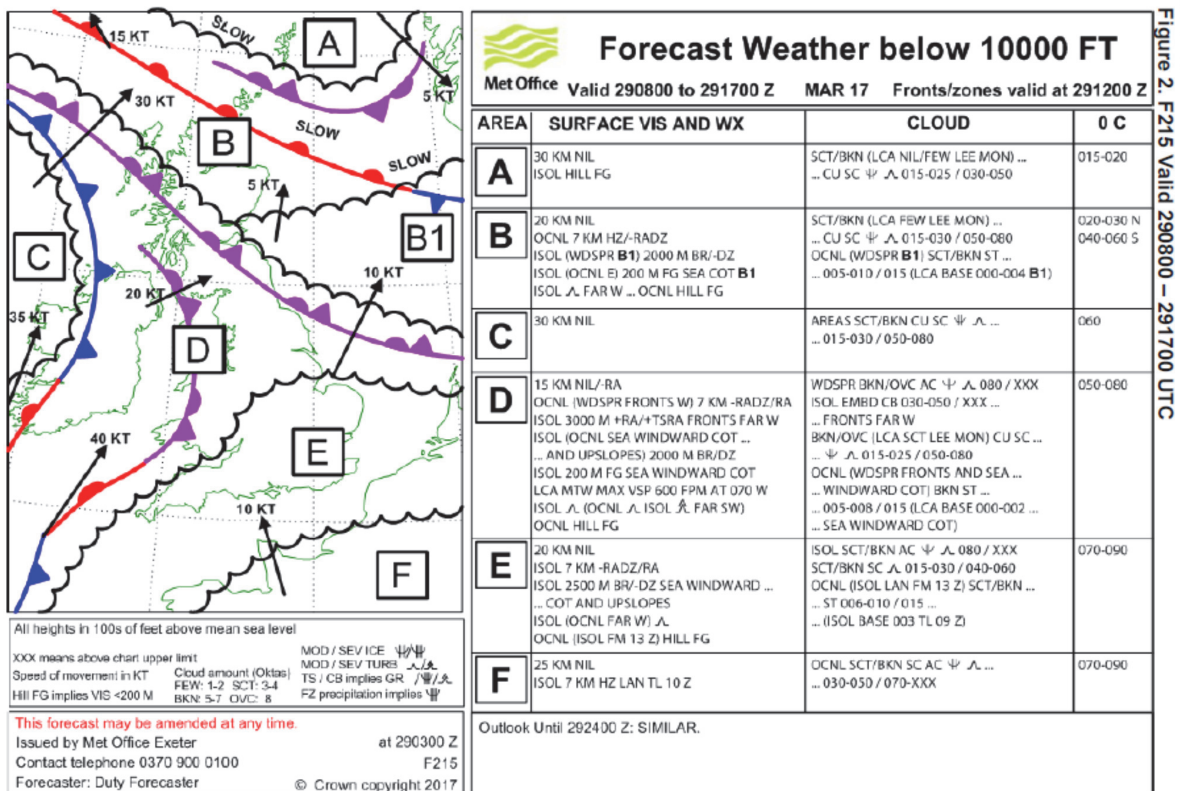 SLOW
15 KT
A
5 KT
30 KT
B
SLOW
SLOW
5 KT
B1
C
10 KT
20 KT
35 KT
D
40 KT
E
10 KT
F
All heights in 100s of feet above mean sea level
XXX means above chart upper limit
Speed of movement in KT
Hill FG implies VIS <200 M
Cloud amount (Oktas)
FEW: 1-2 SCT: 3-4
BKN: 5-7 OVC: 8
MOD / SEV ICE /
MOD / SEV TURB /
TS / CB implies GR / /
FZ precipitation implies
This forecast may be amended at any time.
Issued by Met Office Exeter at 290300 Z
Contact telephone 0370 900 0100 F215
Forecaster: Duty Forecaster © Crown copyright 2017
Met Office
Forecast Weather below 10000 FT
Valid 290800 to 291700 Z MAR 17 Fronts/zones valid at 291200 Z
AREA SURFACE VIS AND WX CLOUD 0 C
A
30 KM NIL
ISOL HILL FG
SCT/BKN (LCA NIL/FEW LEE MON) ...
... CU SC 015-025 / 030-050
015-020
B
20 KM NIL
OCNL 7 KM HZ/-RADZ
ISOL (WDSPR B1) 2000 M BR/-DZ
ISOL (OCNL E) 200 M FG SEA COT B1
ISOL FAR W ... OCNL HILL FG
SCT/BKN (LCA FEW LEE MON) ...
... CU SC 015-030 / 050-080
OCNL (WDSPR B1) SCT/BKN ST ...
... 005-010 / 015 (LCA BASE 000-004 B1)
020-030 N
040-060 S
C
30 KM NIL
AREAS SCT/BKN CU SC ...
... 015-030 / 050-080
060
D
15 KM NIL/-RA
OCNL (WDSPR FRONTS W) 7 KM -RADZ/RA
ISOL 3000 M +RA/+TSRA FRONTS FAR W
ISOL (OCNL SEA WINDWARD COT ...
... AND UPSLOPES) 2000 M BR/DZ
ISOL 200 M FG SEA WINDWARD COT
LCA MTW MAX VSP 600 FPM AT 070 W
ISOL (OCNL ISOL FAR SW)
OCNL HILL FG
WDSPR BKN/OVC AC 080 / XXX
ISOL EMBD CB 030-050 / XXX ...
... FRONTS FAR W
BKN/OVC (LCA SCT LEE MON) CU SC ...
... 015-025 / 050-080
OCNL (WDSPR FRONTS AND SEA ...
... WINDWARD COT) BKN ST ...
... 005-008 / 015 (LCA BASE 000-002 ...
... SEA WINDWARD COT)
050-080
E
20 KM NIL
ISOL 7 KM -RADZ/RA
ISOL 2500 M BR/-DZ SEA WINDWARD ...
... COT AND UPSLOPES
ISOL (OCNL FAR W)
OCNL (ISOL FM 13 Z) HILL FG
ISOL SCT/BKN AC 080 / XXX
SCT/BKN SC 015-030 / 040-060
OCNL (ISOL LAN FM 13 Z) SCT/BKN ...
... ST 006-010 / 015 ...
... (ISOL BASE 003 TL 09 Z)
070-090
F
25 KM NIL
ISOL 7 KM HZ LAN TL 10 Z
OCNL SCT/BKN SC AC ...
... 030-050 / 070-XXX
070-090
Outlook Until 292400 Z: SIMILAR.
Figure 2. F215 Valid 290800 – 291700 UTC